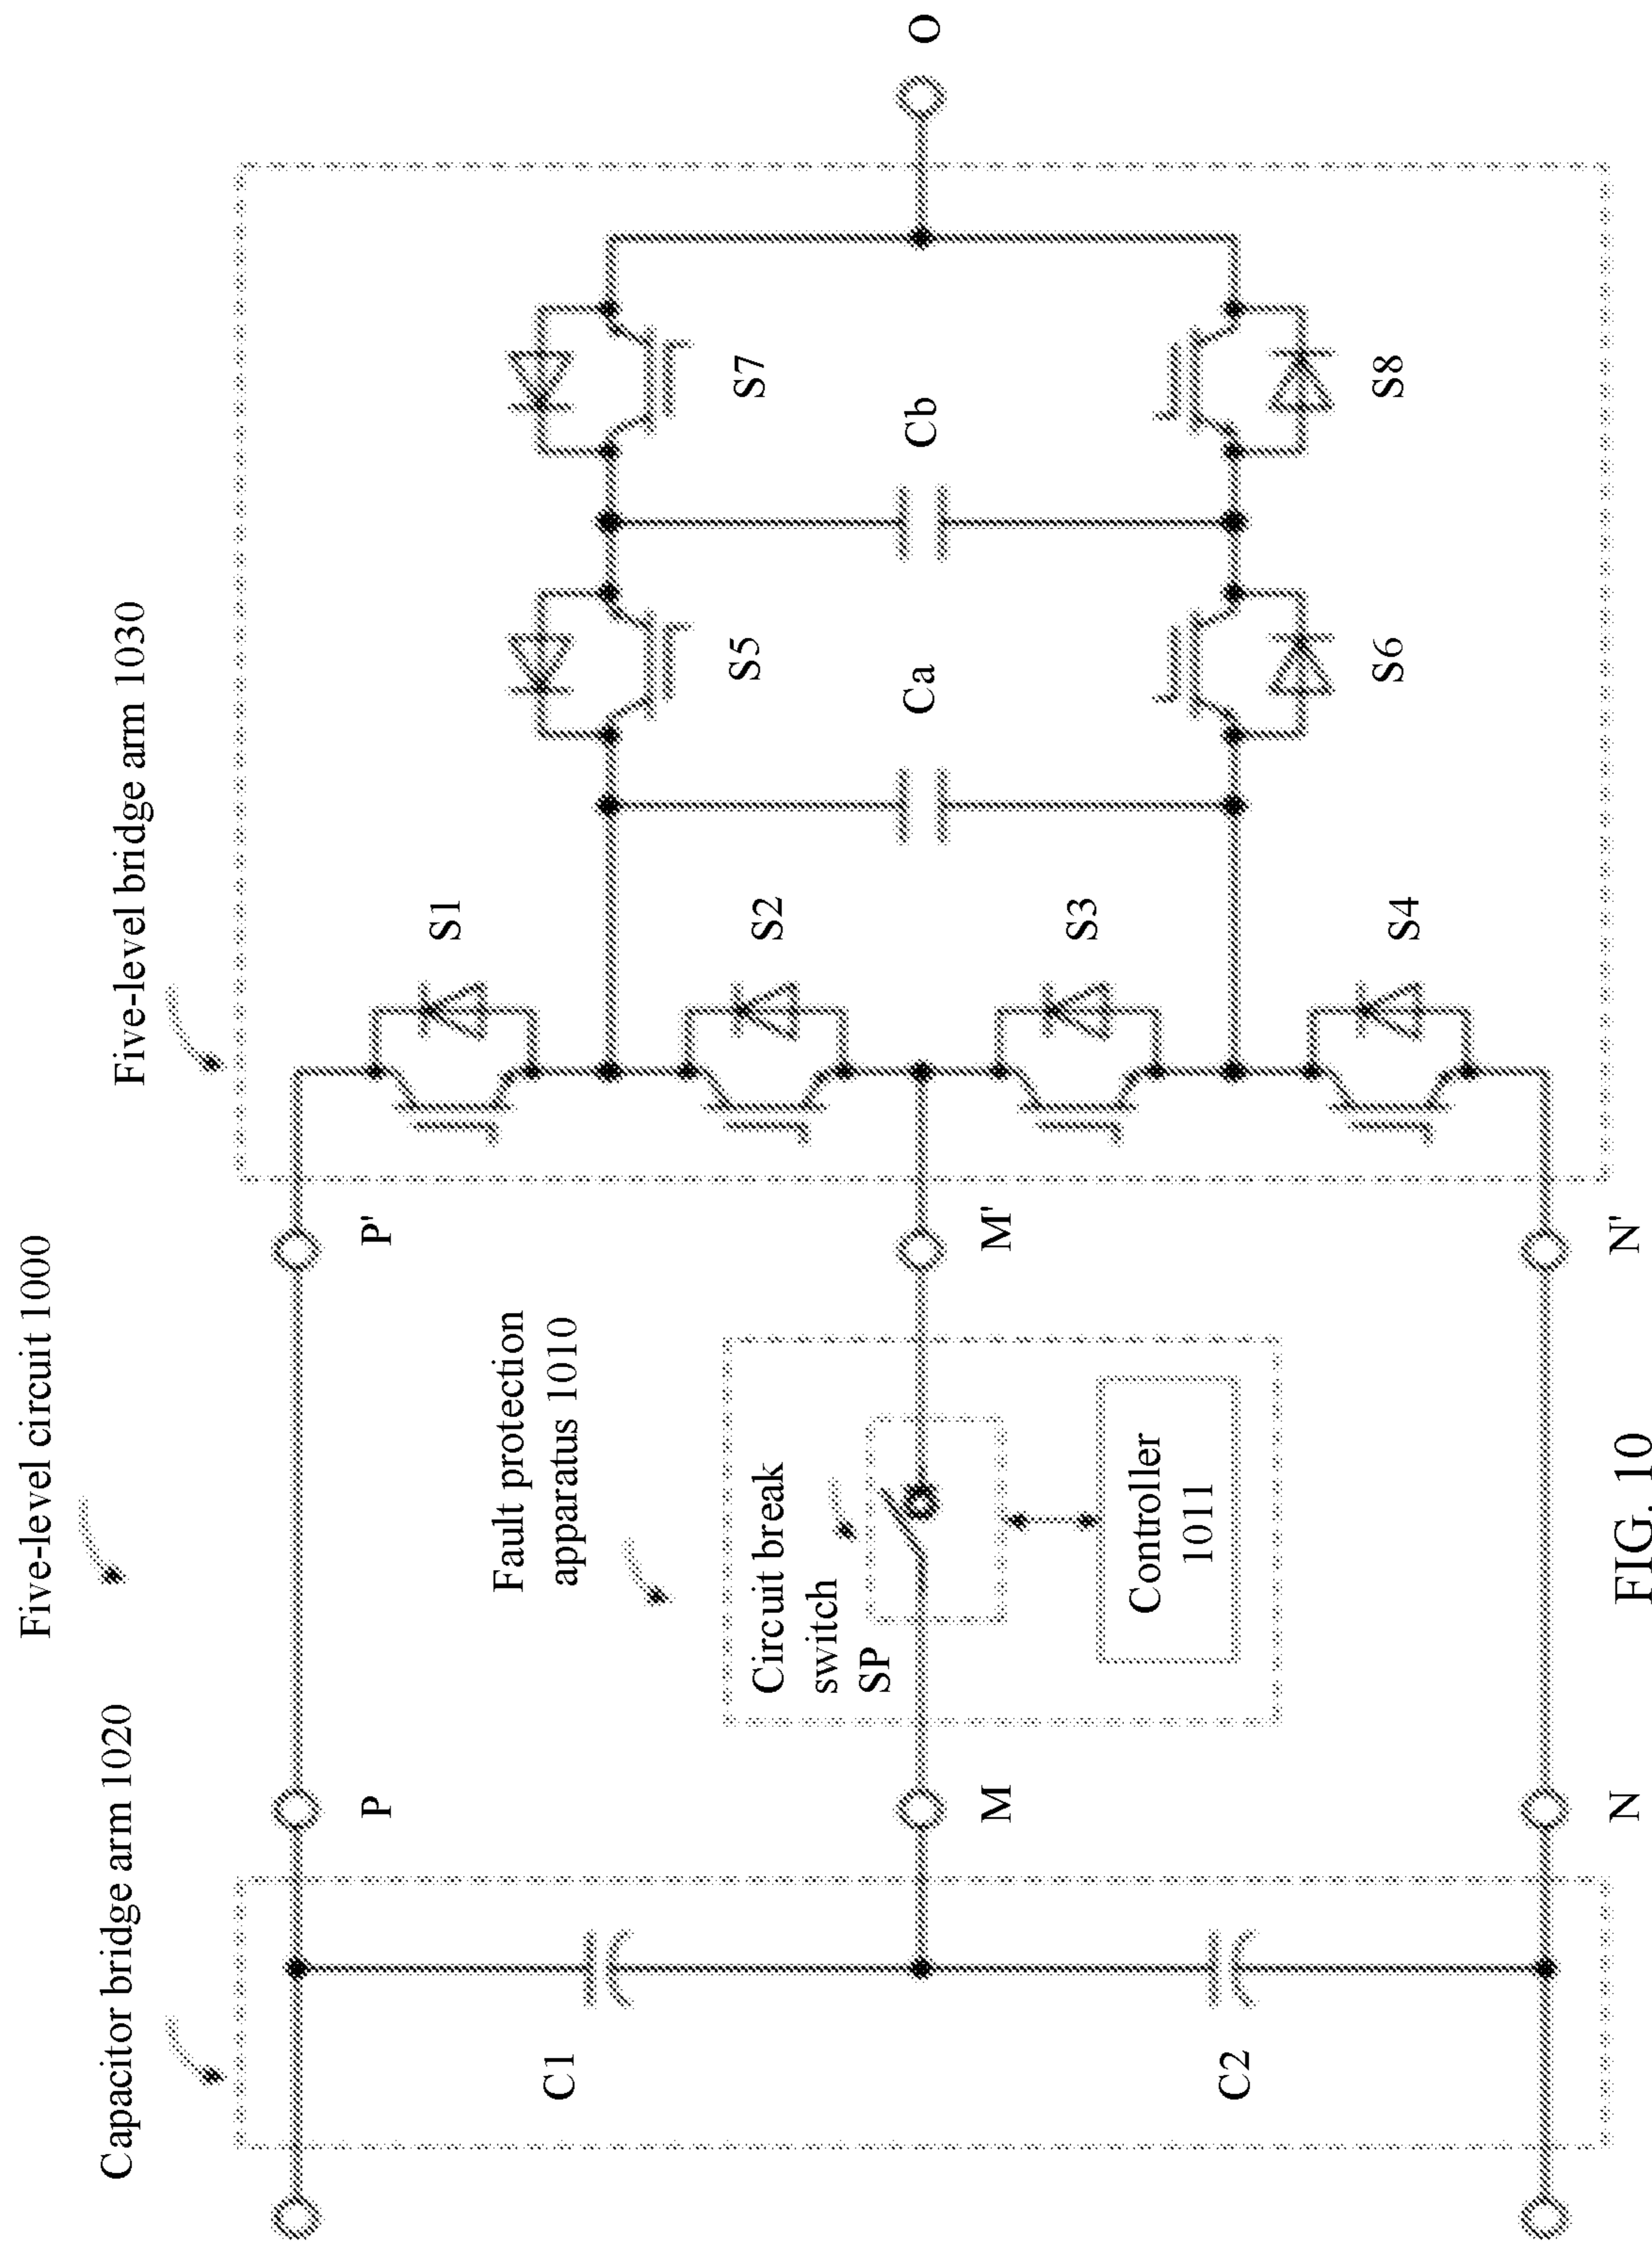 Five-level circuit 1000
Capacitor bridge arm 1020
Five-level bridge arm 1030
Fault protection
apparatus 1010
P
P'
C1
S1
S5
S7
Circuit break
switch
SP
S2
Ca
Cb
O
M
M'
S3
Controller
1011
C2
S4
S6
S8
N
N'
FIG. 10